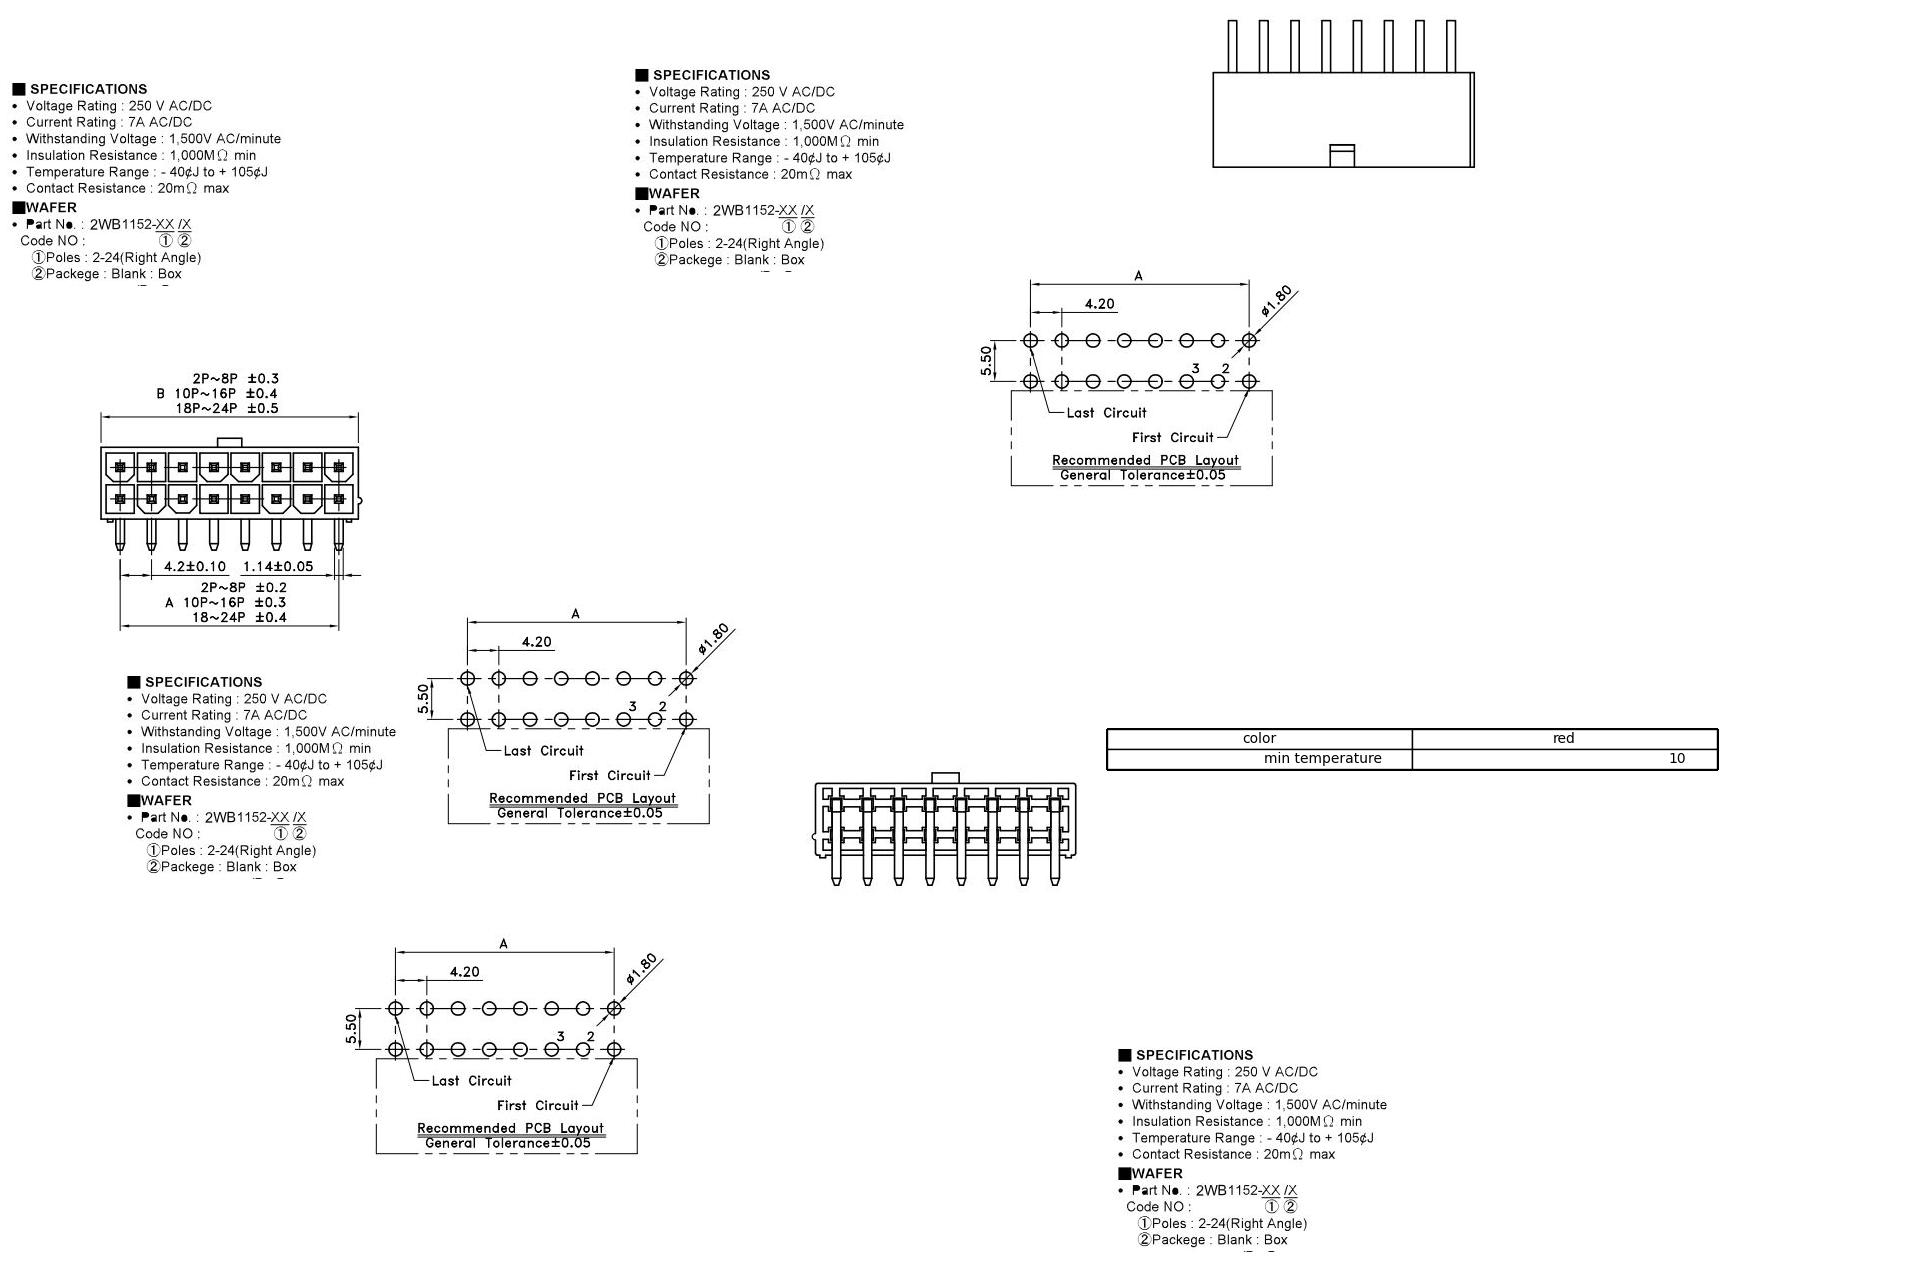 ■ SPECIFICATIONS
• Voltage Rating : 250 V AC/DC
• Current Rating : 7A AC/DC
• Withstanding Voltage : 1,500V AC/minute
• Insulation Resistance : 1,000MΩ min
• Temperature Range : - 40¢J to + 105¢J
• Contact Resistance : 20mΩ max
■WAFER
• Part No. : 2WB1152-XX /X
Code NO : ① ②
①Poles : 2-24(Right Angle)
②Packege : Blank : Box
■ SPECIFICATIONS
• Voltage Rating : 250 V AC/DC
• Current Rating : 7A AC/DC
• Withstanding Voltage : 1,500V AC/minute
• Insulation Resistance : 1,000MΩ min
• Temperature Range : - 40¢J to + 105¢J
• Contact Resistance : 20mΩ max
■WAFER
• Part No. : 2WB1152-XX /X
Code NO : ① ②
①Poles : 2-24(Right Angle)
②Packege : Blank : Box
A
4.20
ø1.80
5.50
3 2
Last Circuit
First Circuit
Recommended PCB Layout
General Tolerance±0.05
2P~8P ±0.3
B 10P~16P ±0.4
18P~24P ±0.5
4.2±0.10 1.14±0.05
2P~8P ±0.2
A 10P~16P ±0.3
18~24P ±0.4
A
4.20
ø1.80
5.50
3 2
Last Circuit
First Circuit
Recommended PCB Layout
General Tolerance±0.05
■ SPECIFICATIONS
• Voltage Rating : 250 V AC/DC
• Current Rating : 7A AC/DC
• Withstanding Voltage : 1,500V AC/minute
• Insulation Resistance : 1,000MΩ min
• Temperature Range : - 40¢J to + 105¢J
• Contact Resistance : 20mΩ max
■WAFER
• Part No. : 2WB1152-XX /X
Code NO : ① ②
①Poles : 2-24(Right Angle)
②Packege : Blank : Box
color red
min temperature 10
A
4.20
ø1.80
5.50
3 2
Last Circuit
First Circuit
Recommended PCB Layout
General Tolerance±0.05
■ SPECIFICATIONS
• Voltage Rating : 250 V AC/DC
• Current Rating : 7A AC/DC
• Withstanding Voltage : 1,500V AC/minute
• Insulation Resistance : 1,000MΩ min
• Temperature Range : - 40¢J to + 105¢J
• Contact Resistance : 20mΩ max
■WAFER
• Part No. : 2WB1152-XX /X
Code NO : ① ②
①Poles : 2-24(Right Angle)
②Packege : Blank : Box